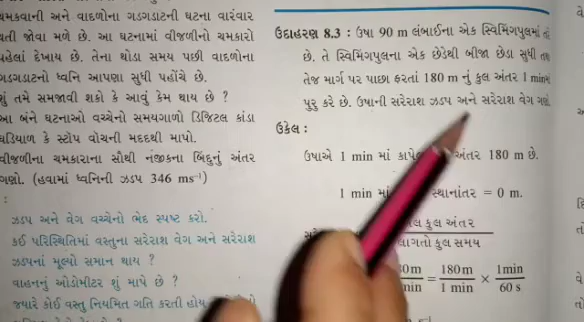 ચમકવાની અને વાદળોના ગડગડાટની ઘટના વારંવાર
જોવા મળે છે. આ ઘટનામાં વીજળીનો ચમકારો
પહેલાં દેખાય છે. તેના થોડા સમય પછી વાદળોના
ગડગડાટનો ધ્વનિ આપણા સુધી પહોંચે છે.
શું તમે સમજાવી શકો કે આવું કેમ થાય છે ?
આ બંને ઘટનાઓ વચ્ચેનો સમયગાળો ડિજિટલ કાંડા
ઘડિયાળ કે સ્ટોપ વોચની મદદથી માપો.
વીજળીના ચમકારાના સૌથી નજીકના બિંદુનું અંતર
ગણો. (હવામાં ધ્વનિની ઝડપ 346 ms⁻¹)
:
ઝડપ અને વેગ વચ્ચેનો ભેદ સ્પષ્ટ કરો.
કઈ પરિસ્થિતિમાં વસ્તુના સરેરાશ વેગ અને સરેરાશ
ઝડપનાં મૂલ્યો સમાન થાય ?
વાહનનું ઓડોમીટર શું માપે છે ?
જ્યારે કોઈ વસ્તુ નિયમિત ગતિ કરતી હોય
ઉદાહરણ 8.3 : ઉષા 90 m લંબાઈના એક સ્વિમિંગપુલમાં
છે. તે સ્વિમિંગપુલના એક છેડેથી બીજા છેડા સુધી
તેજ માર્ગ પર પાછા ફરતાં 180 m નું કુલ અંતર 1 min
પુરુ કરે છે. ઉષાની સરેરાશ ઝડપ અને સરેરાશ વેગ ગણો.
ઉકેલ :
ઉષાએ 1 min માં અંતર 180 m છે.
1 min સ્થાનાંતર = 0 m.
કુલ અંતર
લાગતો કુલ સમય
= 180 m / 1 min × 1 min / 60 s